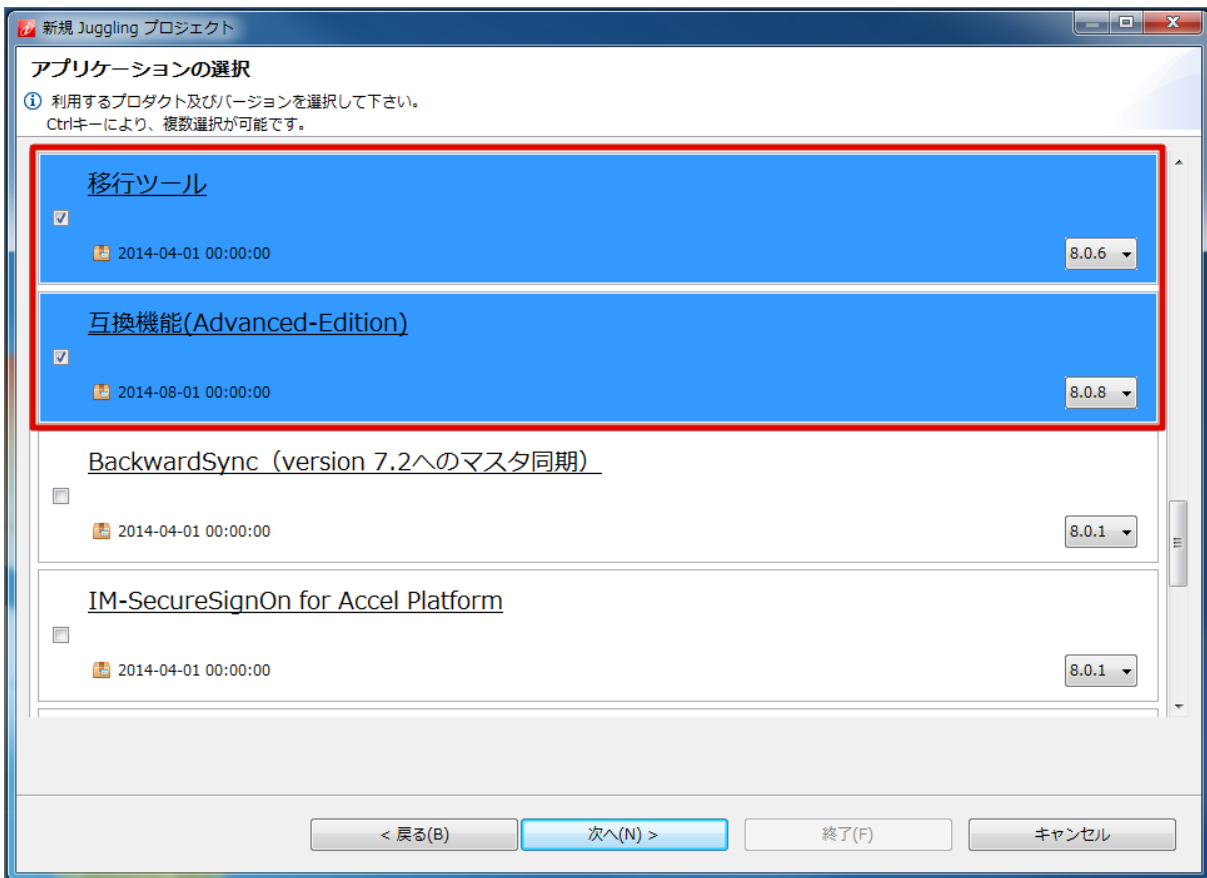 新規 Juggling プロジェクト
アプリケーションの選択
利用するプロダクト及びバージョンを選択して下さい。
Ctrlキーにより、複数選択が可能です。
移行ツール
2014-04-01 00:00:00
8.0.6
互換機能(Advanced-Edition)
2014-08-01 00:00:00
8.0.8
BackwardSync（version 7.2へのマスタ同期）
2014-04-01 00:00:00
8.0.1
IM-SecureSignOn for Accel Platform
2014-04-01 00:00:00
8.0.1
< 戻る(B)
次へ(N) >
終了(F)
キャンセル